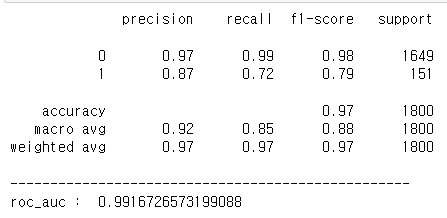 precision recall f1-score support
0 0.97 0.99 0.98 1649
1 0.87 0.72 0.79 151
accuracy 0.97 1800
macro avg 0.92 0.85 0.88 1800
weighted avg 0.97 0.97 0.97 1800
----------------------------------------------------
roc_auc : 0.9916726573199088